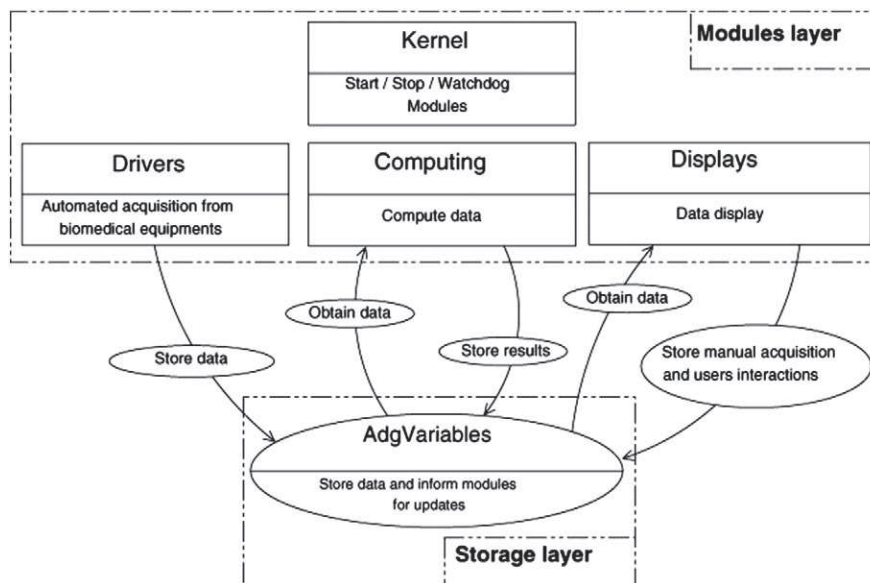 Modules layer
Kernel
Start / Stop / Watchdog
Modules
Drivers
Automated acquisition from
biomedical equipments
Computing
Compute data
Displays
Data display
Obtain data
Obtain data
Store data
Store results
Store manual acquisition
and users interactions
AdgVariables
Store data and inform modules
for updates
Storage layer